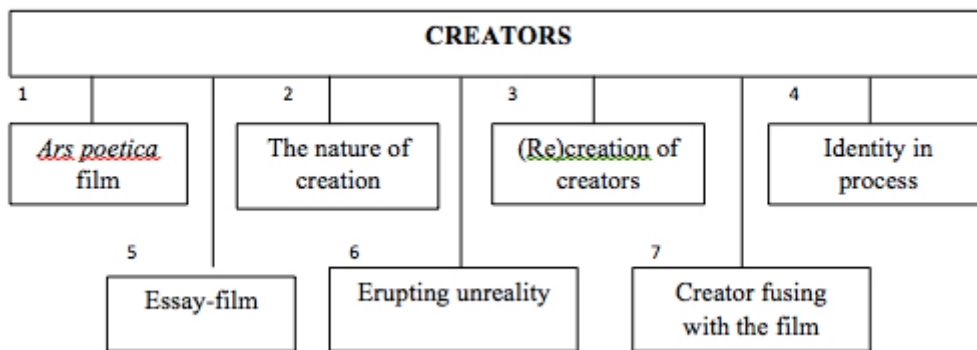 CREATORS
1
2
3
4
Ars poetica
film
The nature of
creation
(Re)creation of
creators
Identity in
process
5
6
7
Essay-film
Erupting unreality
Creator fusing
with the film